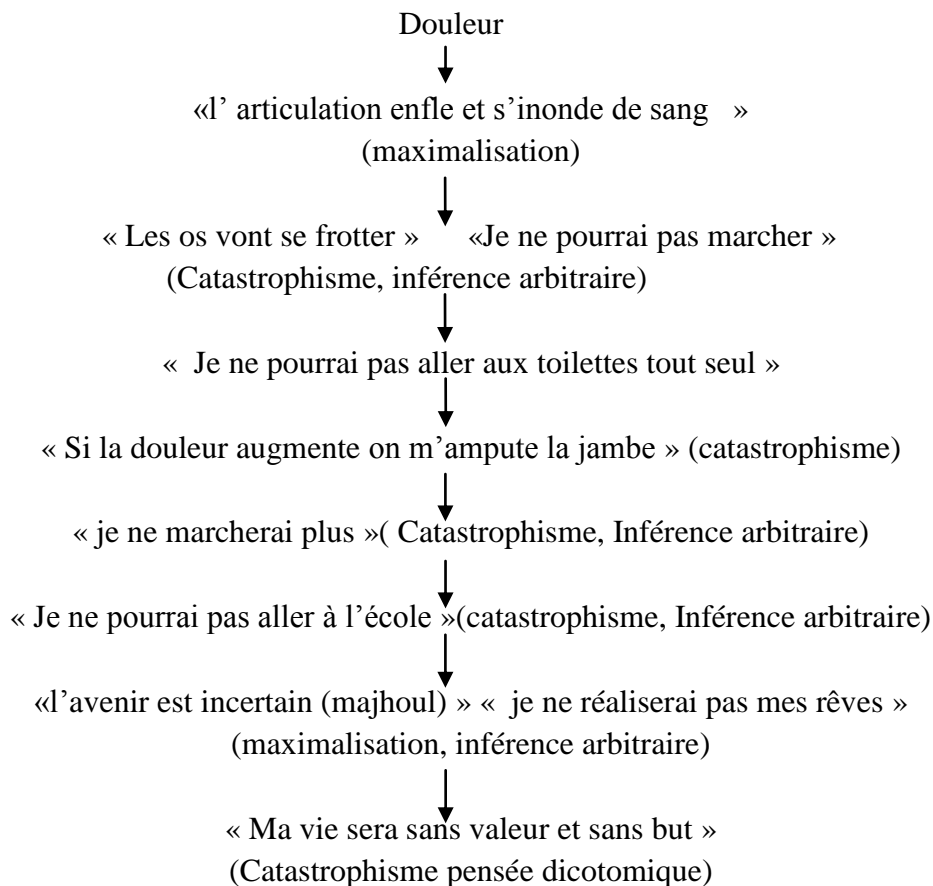 Douleur
«l’ articulation enfle et s’inonde de sang »
(maximalisation)
« Les os vont se frotter » «Je ne pourrai pas marcher »
(Catastrophisme, inférence arbitraire)
« Je ne pourrai pas aller aux toilettes tout seul »
« Si la douleur augmente on m’ampute la jambe » (catastrophisme)
« je ne marcherai plus »( Catastrophisme, Inférence arbitraire)
« Je ne pourrai pas aller à l’école »(catastrophisme, Inférence arbitraire)
«l’avenir est incertain (majhoul) » « je ne réaliserai pas mes rêves »
(maximalisation, inférence arbitraire)
« Ma vie sera sans valeur et sans but »
(Catastrophisme pensée dicotomique)